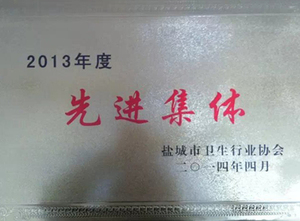 2013年度
先进集体
盐城市卫生行业协会
二〇一四年四月